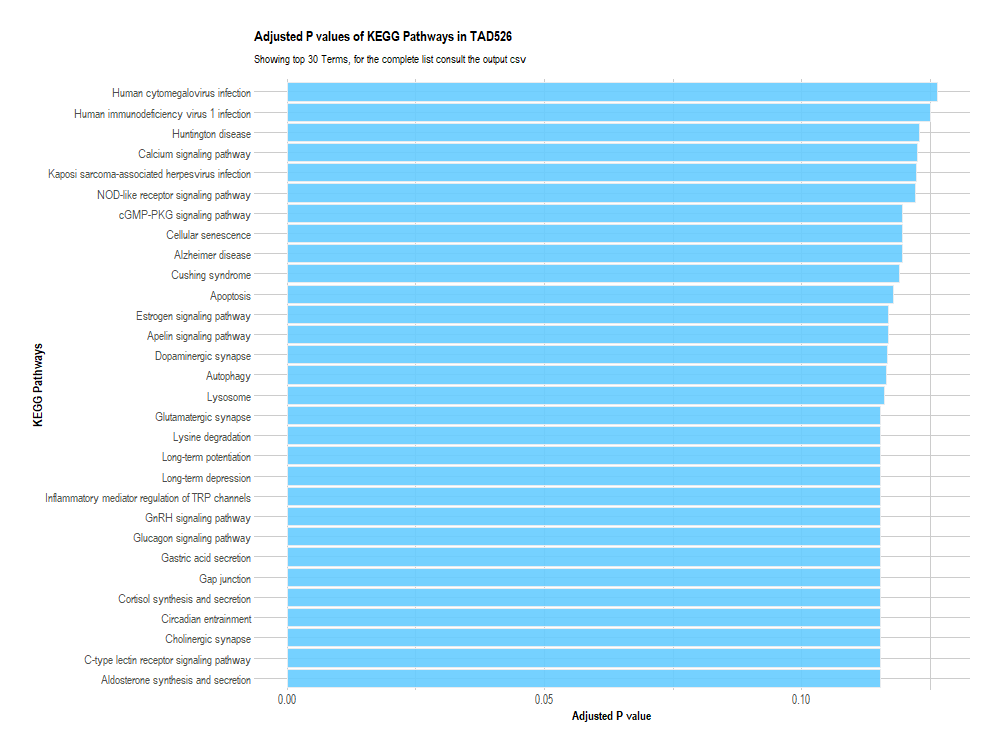 Adjusted P values of KEGG Pathways in TAD526
Showing top 30 Terms, for the complete list consult the output csv
Human cytomegalovirus infection
Human immunodeficiency virus 1 infection
Huntington disease
Calcium signaling pathway
Kaposi sarcoma-associated herpesvirus infection
NOD-like receptor signaling pathway
cGMP-PKG signaling pathway
Cellular senescence
Alzheimer disease
Cushing syndrome
Apoptosis
Estrogen signaling pathway
Apelin signaling pathway
Dopaminergic synapse
Autophagy
Lysosome
Glutamatergic synapse
Lysine degradation
Long-term potentiation
Long-term depression
Inflammatory mediator regulation of TRP channels
GnRH signaling pathway
Glucagon signaling pathway
Gastric acid secretion
Gap junction
Cortisol synthesis and secretion
Circadian entrainment
Cholinergic synapse
C-type lectin receptor signaling pathway
Aldosterone synthesis and secretion
KEGG Pathways
0.00 0.05 0.10
Adjusted P value